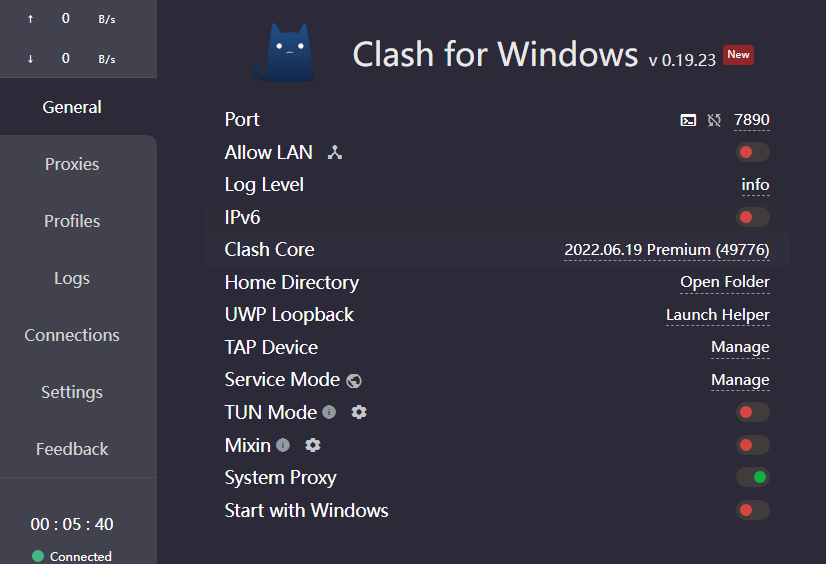 ↑ 0 B/s
↓ 0 B/s
General
Proxies
Profiles
Logs
Connections
Settings
Feedback
00 : 05 : 40
Connected
Clash for Windows v 0.19.23 New
Port 7890
Allow LAN
Log Level info
IPv6
Clash Core 2022.06.19 Premium (49776)
Home Directory Open Folder
UWP Loopback Launch Helper
TAP Device Manage
Service Mode Manage
TUN Mode
Mixin
System Proxy
Start with Windows